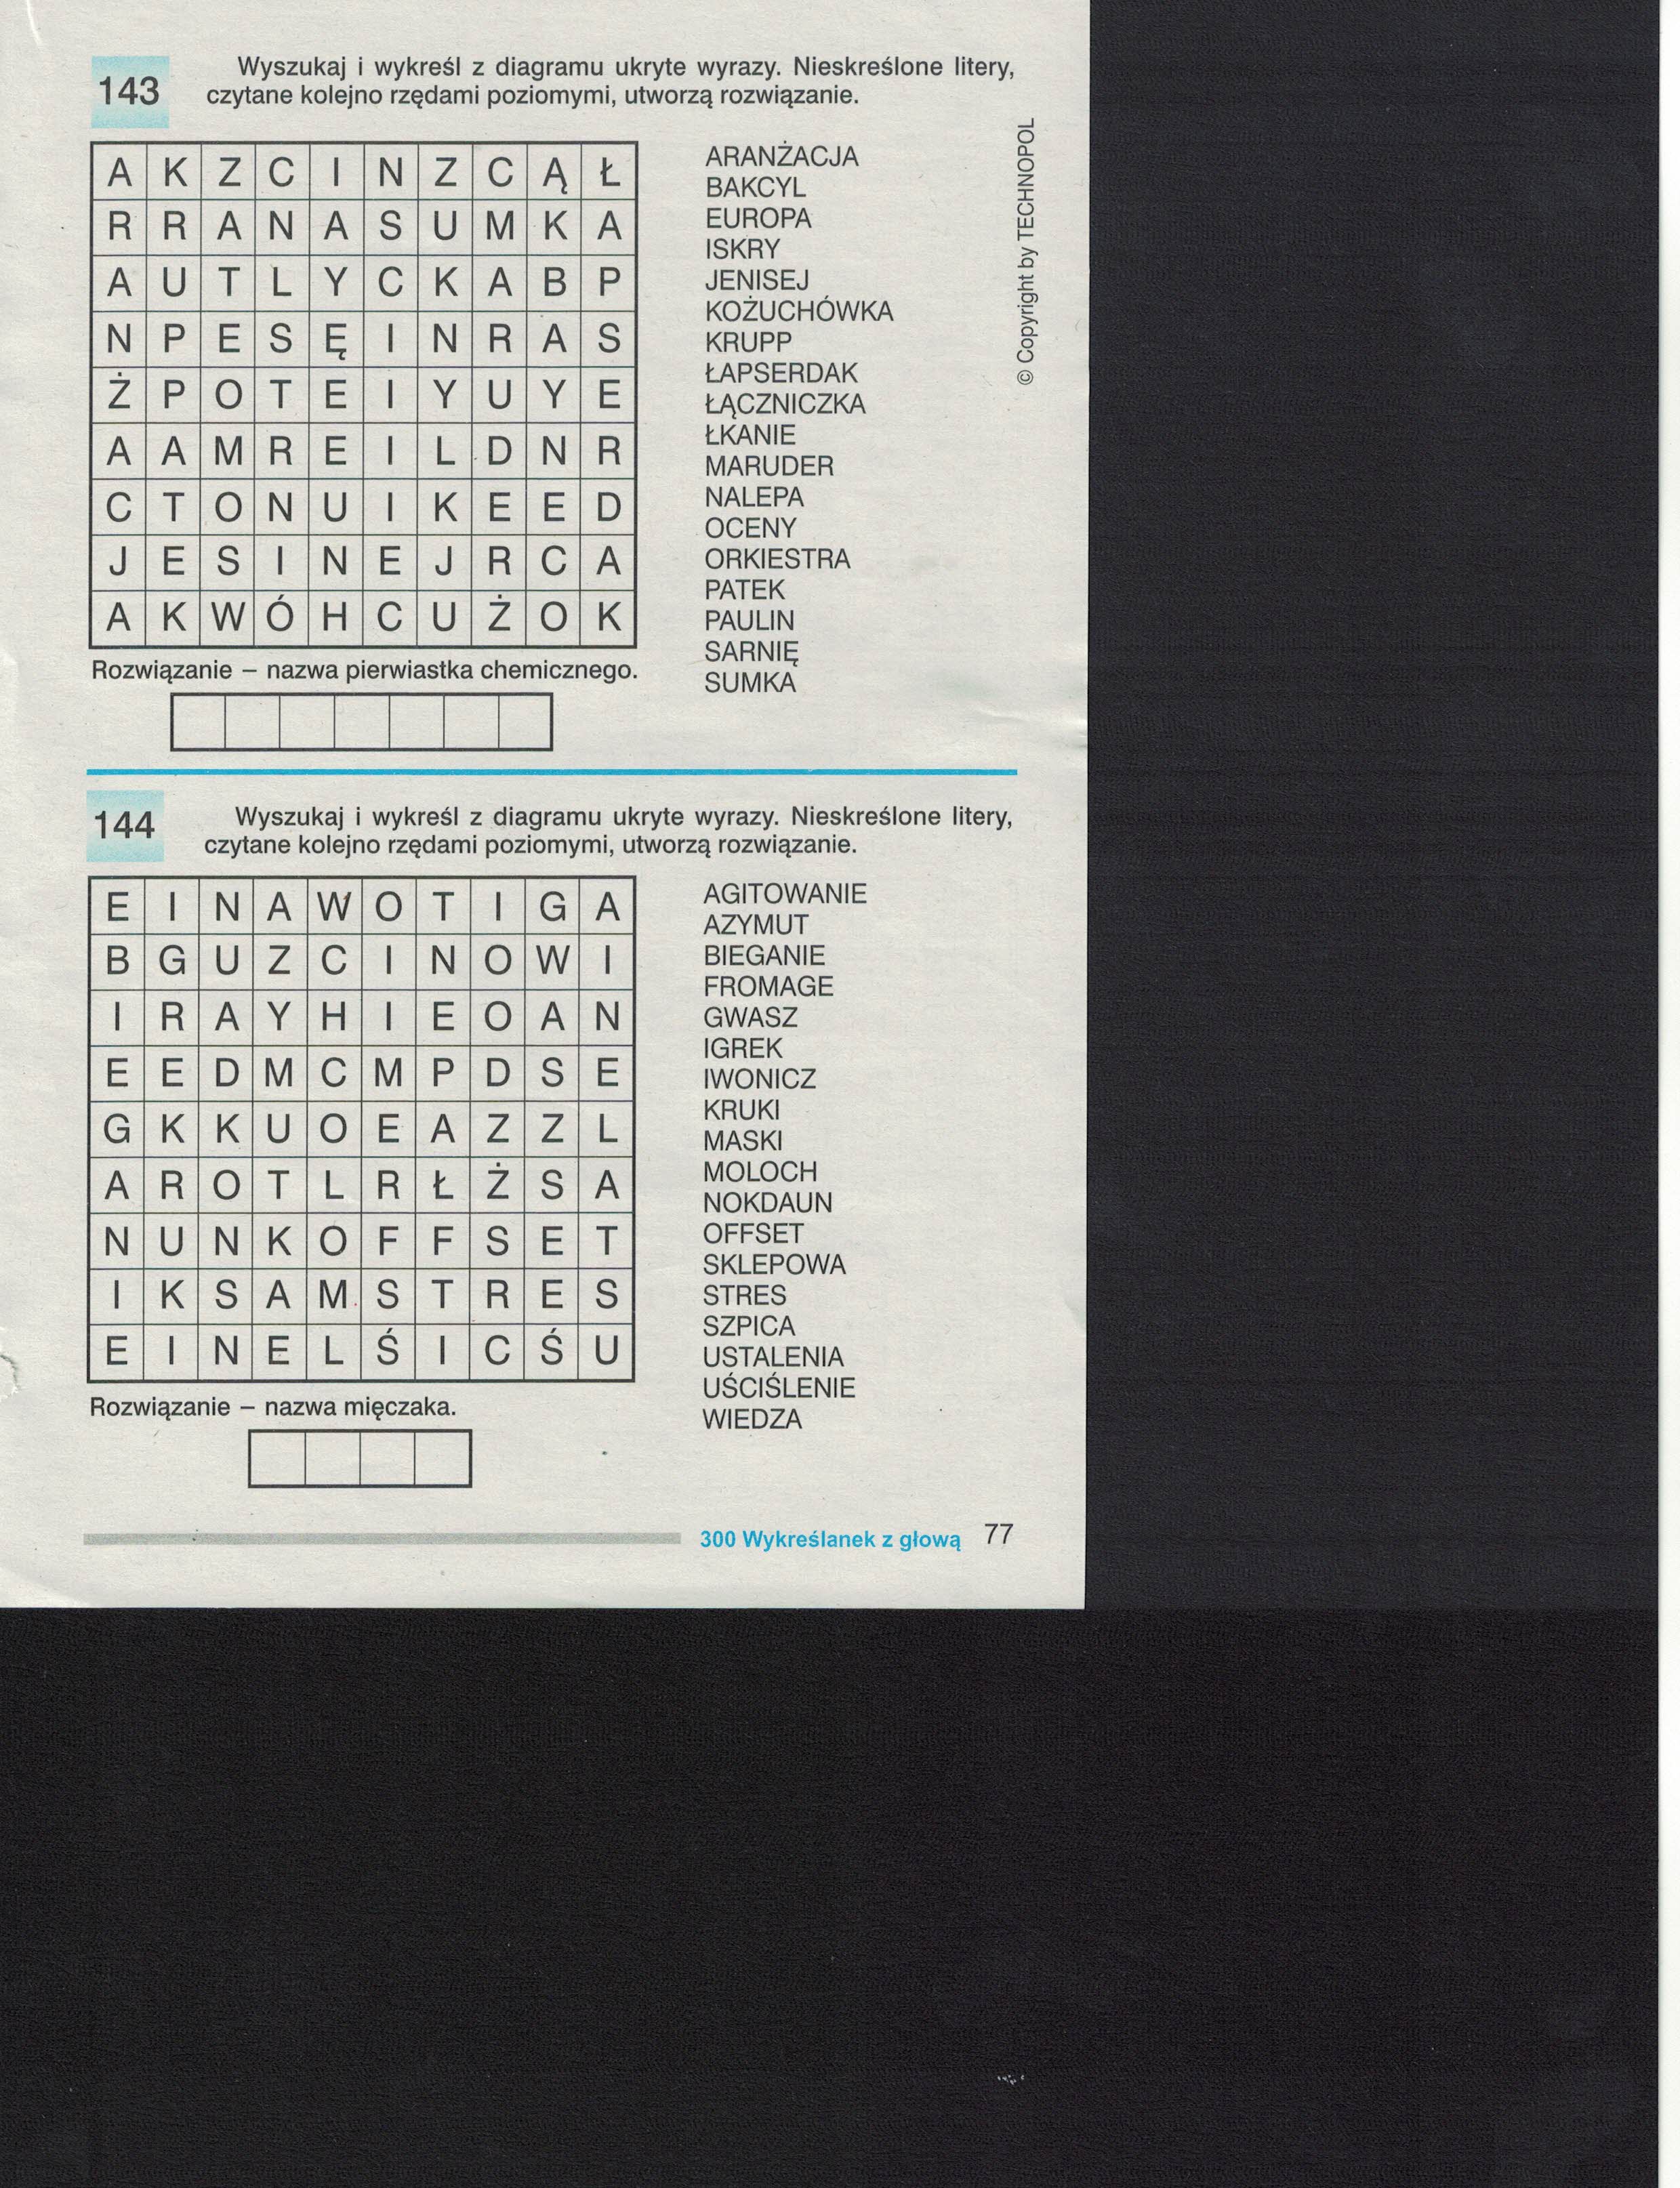 143
Wyszukaj i wykreśl z diagramu ukryte wyrazy. Nieskreślone litery,
czytane kolejno rzędami poziomymi, utworzą rozwiązanie.
A K Z C I N Z C Ą Ł
R R A N A S U M K A
A U T L Y C K A B P
N P E S Ę I N R A S
Ż P O T E I Y U Y E
A A M R E I L D N R
C T O N U I K E E D
J E S I N E J R C A
A K W Ó H C U Ż O K
ARANŻACJA
BAKCYL
EUROPA
ISKRY
JENISEJ
KOŻUCHÓWKA
KRUPP
ŁAPSERDAK
ŁĄCZNICZKA
ŁKANIE
MARUDER
NALEPA
OCENY
ORKIESTRA
PATEK
PAULIN
SARNIĘ
SUMKA
© Copyright by TECHNOPOL
Rozwiązanie – nazwa pierwiastka chemicznego.
144
Wyszukaj i wykreśl z diagramu ukryte wyrazy. Nieskreślone litery,
czytane kolejno rzędami poziomymi, utworzą rozwiązanie.
E I N A W O T I G A
B G U Z C I N O W I
I R A Y H I E O A N
E E D M C M P D S E
G K K U O E A Z Z L
A R O T L R Ł Ż S A
N U N K O F F S E T
I K S A M S T R E S
E I N E L Ś I C Ś U
AGITOWANIE
AZYMUT
BIEGANIE
FROMAGE
GWASZ
IGREK
IWONICZ
KRUKI
MASKI
MOLOCH
NOKDAUN
OFFSET
SKLEPOWA
STRES
SZPICA
USTALENIA
UŚCIŚLENIE
WIEDZA
Rozwiązanie – nazwa mięczaka.
300 Wykreślanek z głową 77